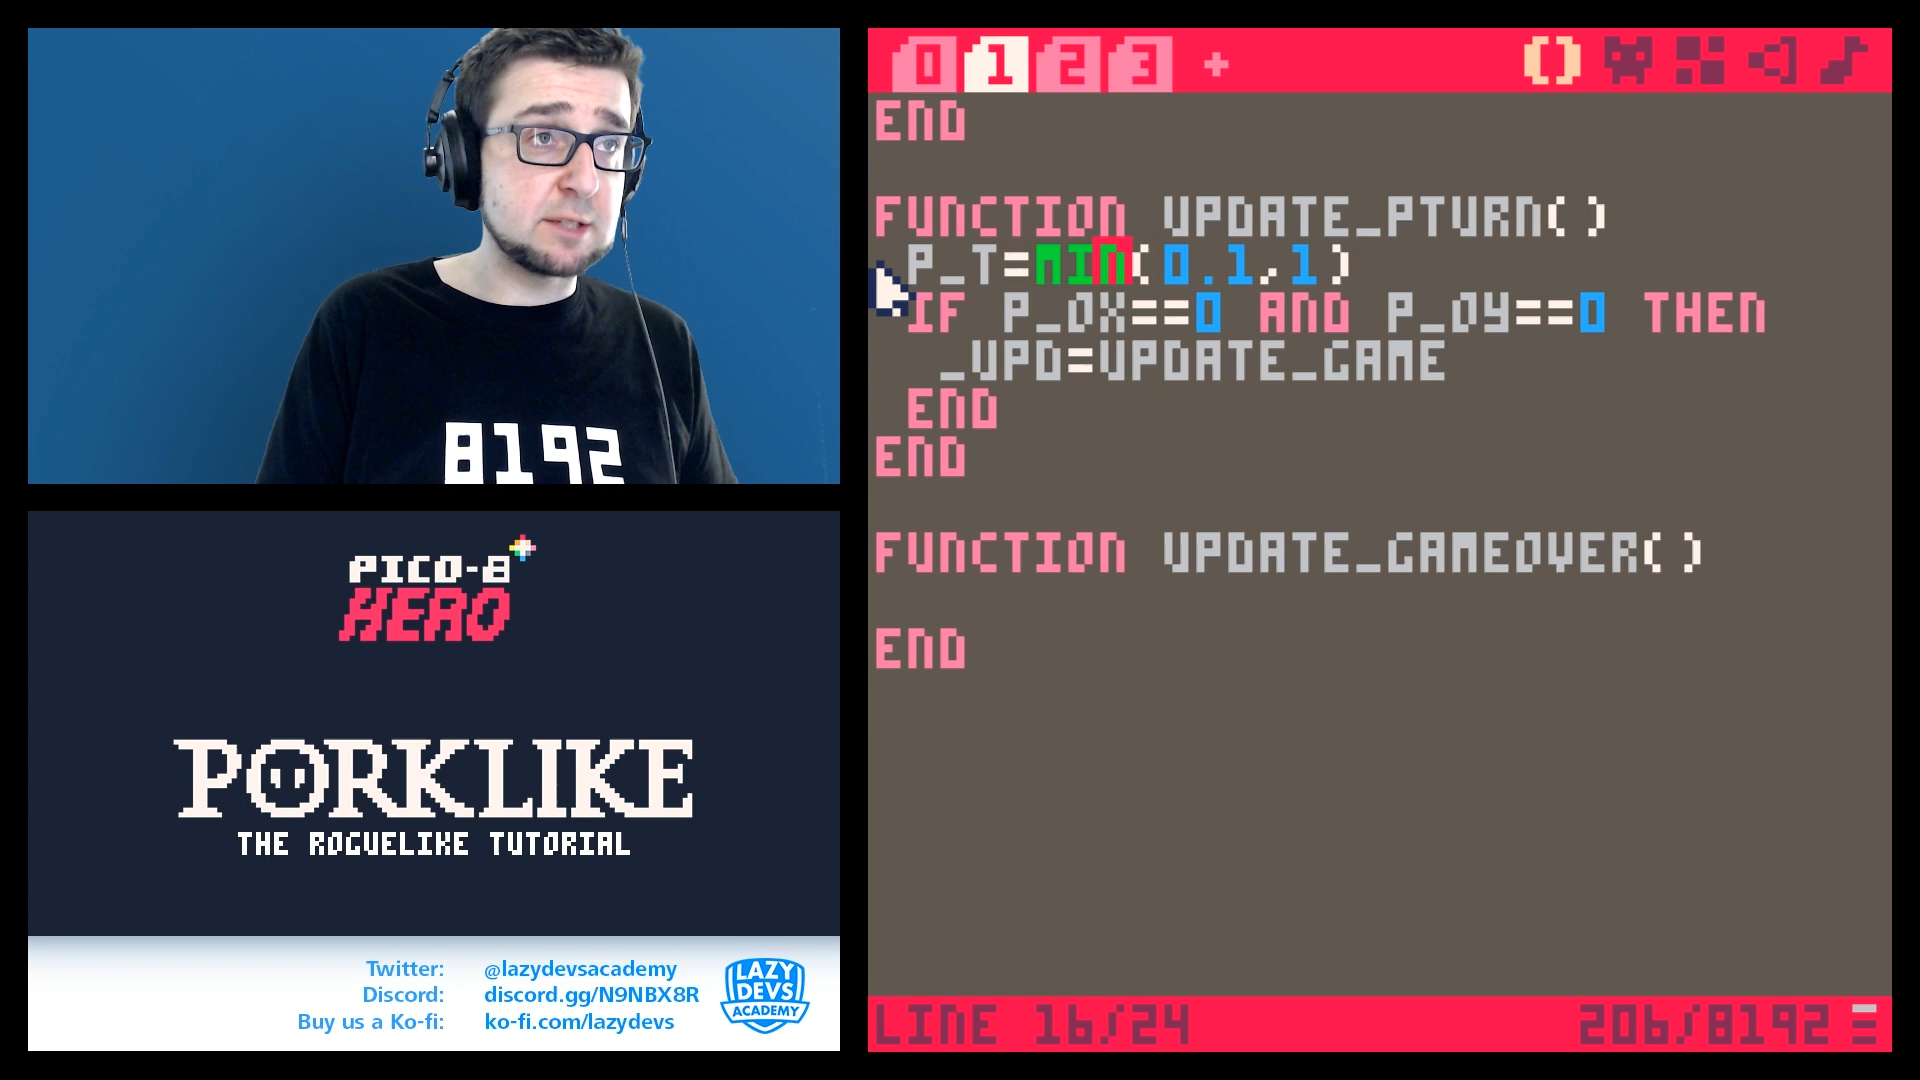 8192
PICO-8
HERO
PORKLIKE
THE ROGUELIKE TUTORIAL
Twitter: @lazydevsacademy
Discord: discord.gg/N9NBX8R
Buy us a Ko-fi: ko-fi.com/lazydevs
LAZY
DEVS
ACADEMY
0 1 2 3 +
END
FUNCTION UPDATE_PTURN()
P_T=MIN(0.1,1)
IF P_OX==0 AND P_OY==0 THEN
_UPD=UPDATE_GAME
END
END
FUNCTION UPDATE_GAMEOVER()
END
LINE 16/24
206/8192